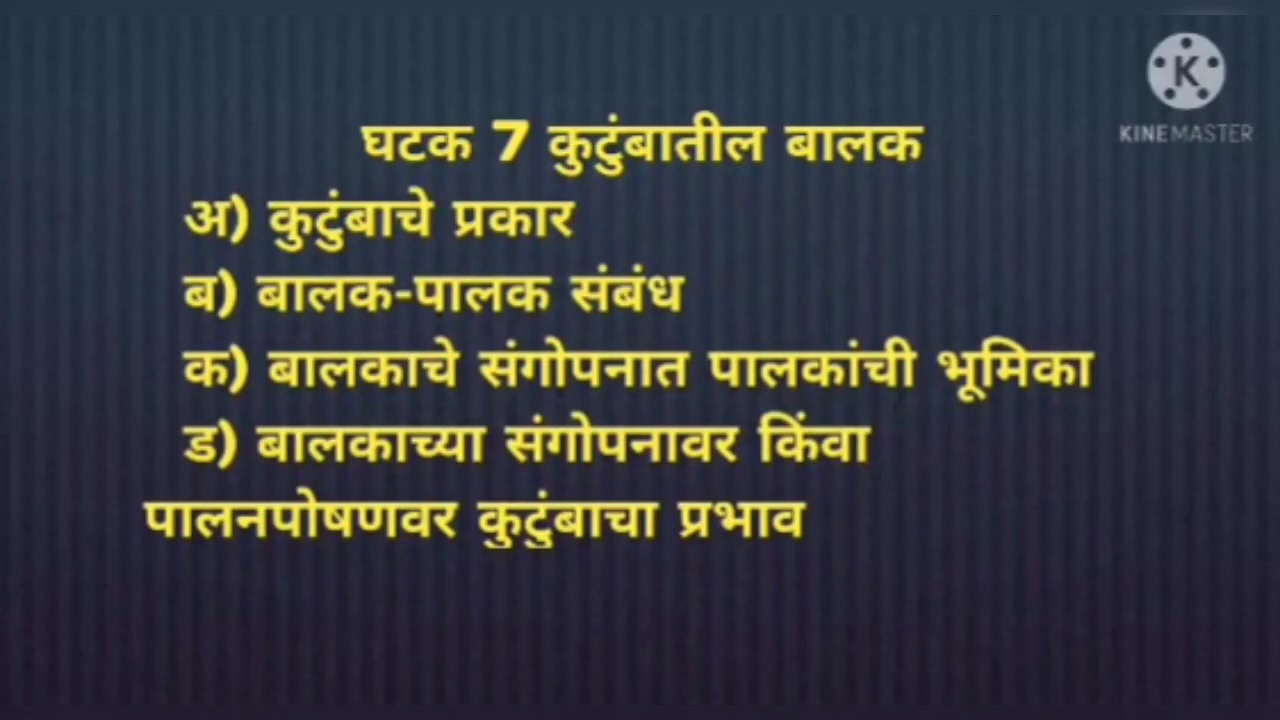 K
KINEMASTER
घटक 7 कुटुंबातील बालक
अ) कुटुंबाचे प्रकार
ब) बालक-पालक संबंध
क) बालकाचे संगोपनात पालकांची भूमिका
ड) बालकाच्या संगोपनावर किंवा
पालनपोषणवर कुटुंबाचा प्रभाव